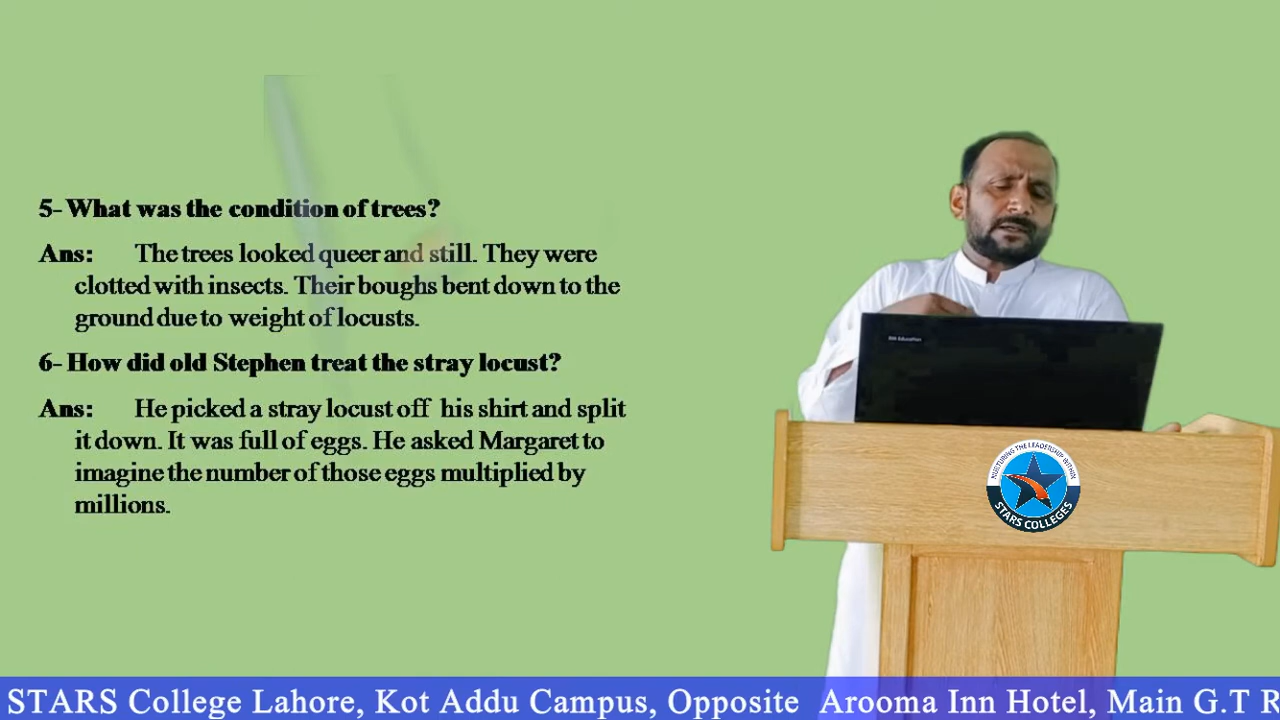 5- What was the condition of trees?
Ans: The trees looked queer and still. They were
clotted with insects. Their boughs bent down to the
ground due to weight of locusts.
6- How did old Stephen treat the stray locust?
Ans: He picked a stray locust off his shirt and split
it down. It was full of eggs. He asked Margaret to
imagine the number of those eggs multiplied by
millions.
NURTURING THE LEADERSHIP WITHIN
STARS COLLEGES
STARS College Lahore, Kot Addu Campus, Opposite Arooma Inn Hotel, Main G.T R